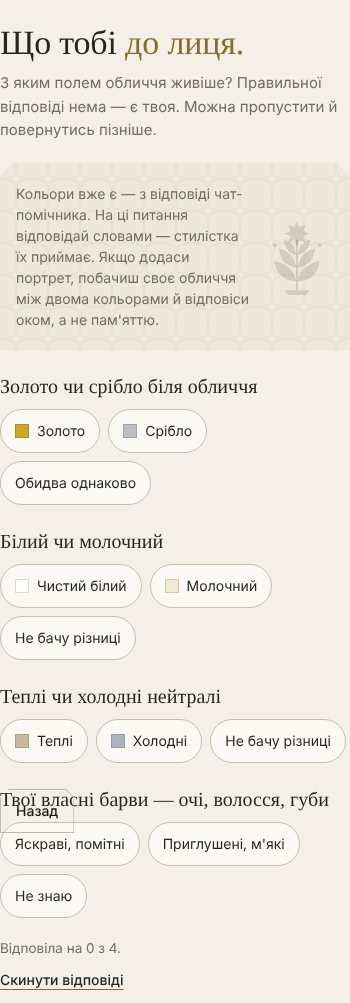 Що тобі до лиця.
З яким полем обличчя живіше? Правильної
відповіді нема — є твоя. Можна пропустити й
повернутись пізніше.
Кольори вже є — з відповіді чат-
помічника. На ці питання
відповідай словами — стилістка
їх приймає. Якщо додаси
портрет, побачиш своє обличчя
між двома кольорами й відповіси
оком, а не пам'яттю.
Золото чи срібло біля обличчя
Золото
Срібло
Обидва однаково
Білий чи молочний
Чистий білий
Молочний
Не бачу різниці
Теплі чи холодні нейтралі
Теплі
Холодні
Не бачу різниці
Твої власні барви — очі, волосся, губи
Назад
Яскраві, помітні
Приглушені, м'які
Не знаю
Відповіла на 0 з 4.
Скинути відповіді